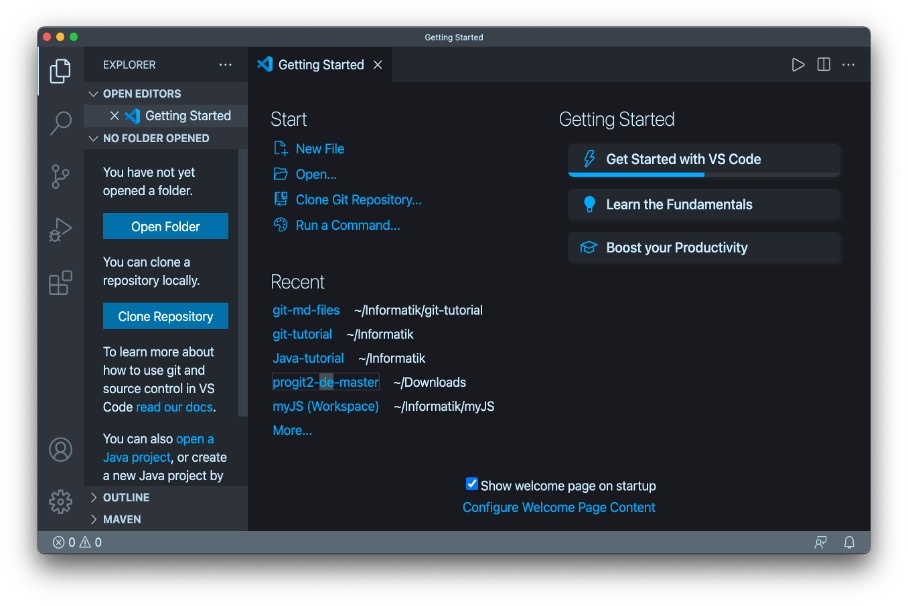 Getting Started
EXPLORER
OPEN EDITORS
Getting Started
NO FOLDER OPENED
You have not yet
opened a folder.
Open Folder
You can clone a
repository locally.
Clone Repository
To learn more about
how to use git and
source control in VS
Code read our docs.
You can also open a
Java project, or create
a new Java project by
OUTLINE
MAVEN
Getting Started
Start
New File
Open...
Clone Git Repository...
Run a Command...
Recent
git-md-files ~/Informatik/git-tutorial
git-tutorial ~/Informatik
Java-tutorial ~/Informatik
progit2-de-master ~/Downloads
myJS (Workspace) ~/Informatik/myJS
More...
Getting Started
Get Started with VS Code
Learn the Fundamentals
Boost your Productivity
Show welcome page on startup
Configure Welcome Page Content
0 0